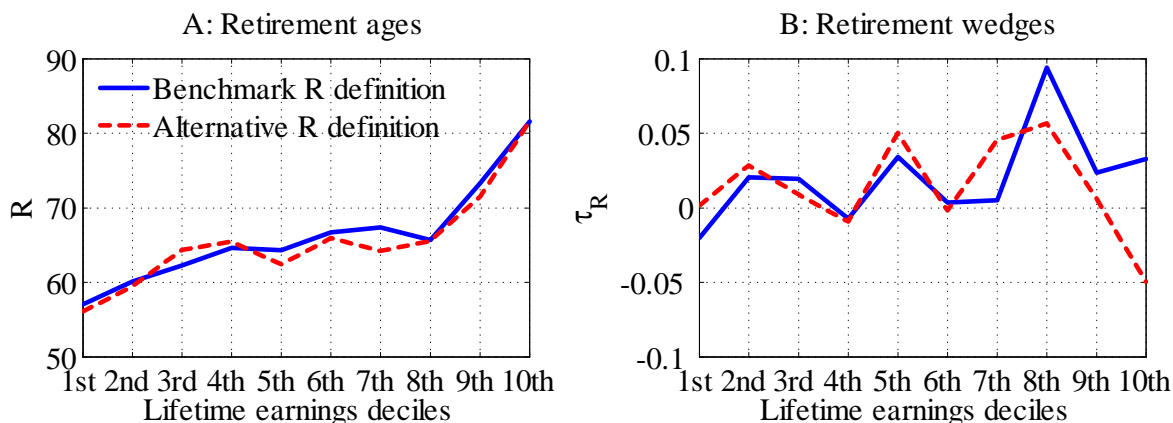 A: Retirement ages
90
80
70
60
50
R
Benchmark R definition
Alternative R definition
1st 2nd 3rd 4th 5th 6th 7th 8th 9th 10th
Lifetime earnings deciles
B: Retirement wedges
0.1
0.05
0
-0.05
-0.1
τR
1st 2nd 3rd 4th 5th 6th 7th 8th 9th 10th
Lifetime earnings deciles